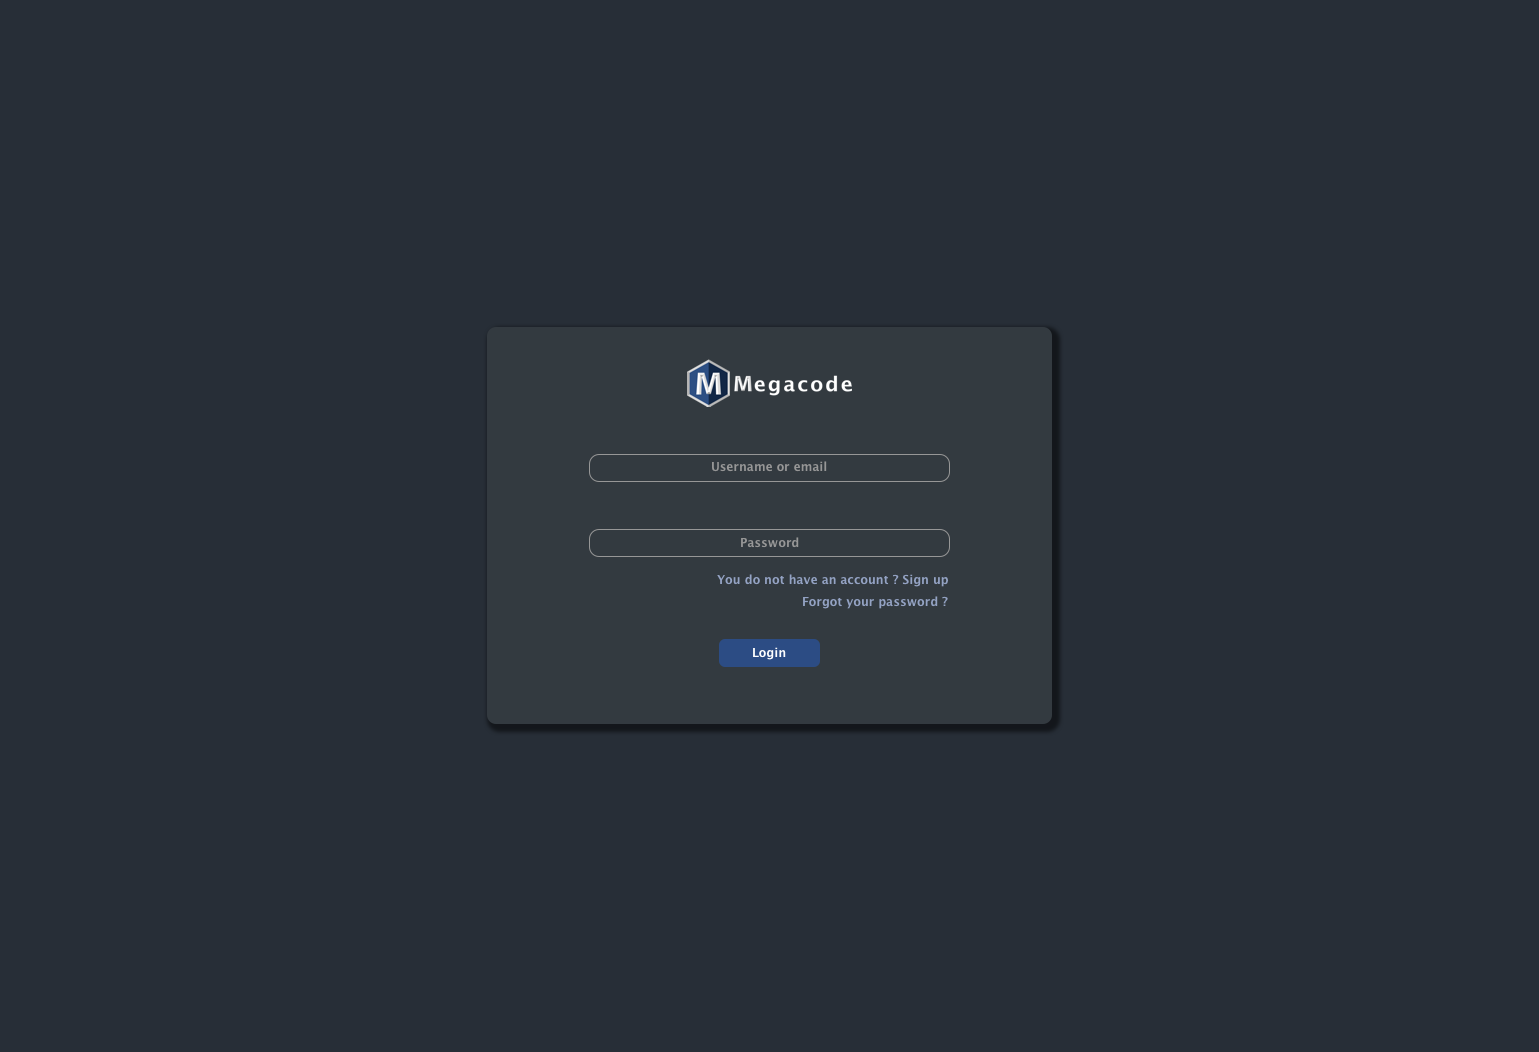 M Megacode
Username or email
Password
You do not have an account ? Sign up
Forgot your password ?
Login